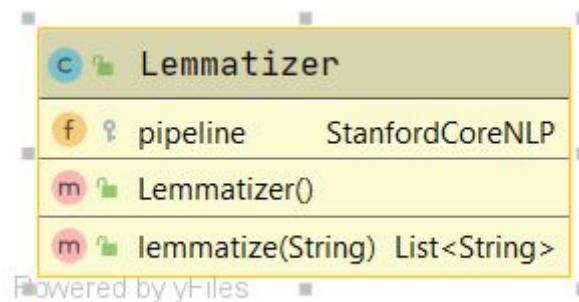 c Lemmatizer
f pipeline StanfordCoreNLP
m Lemmatizer()
m lemmatize(String) List<String>
Powered by yFiles